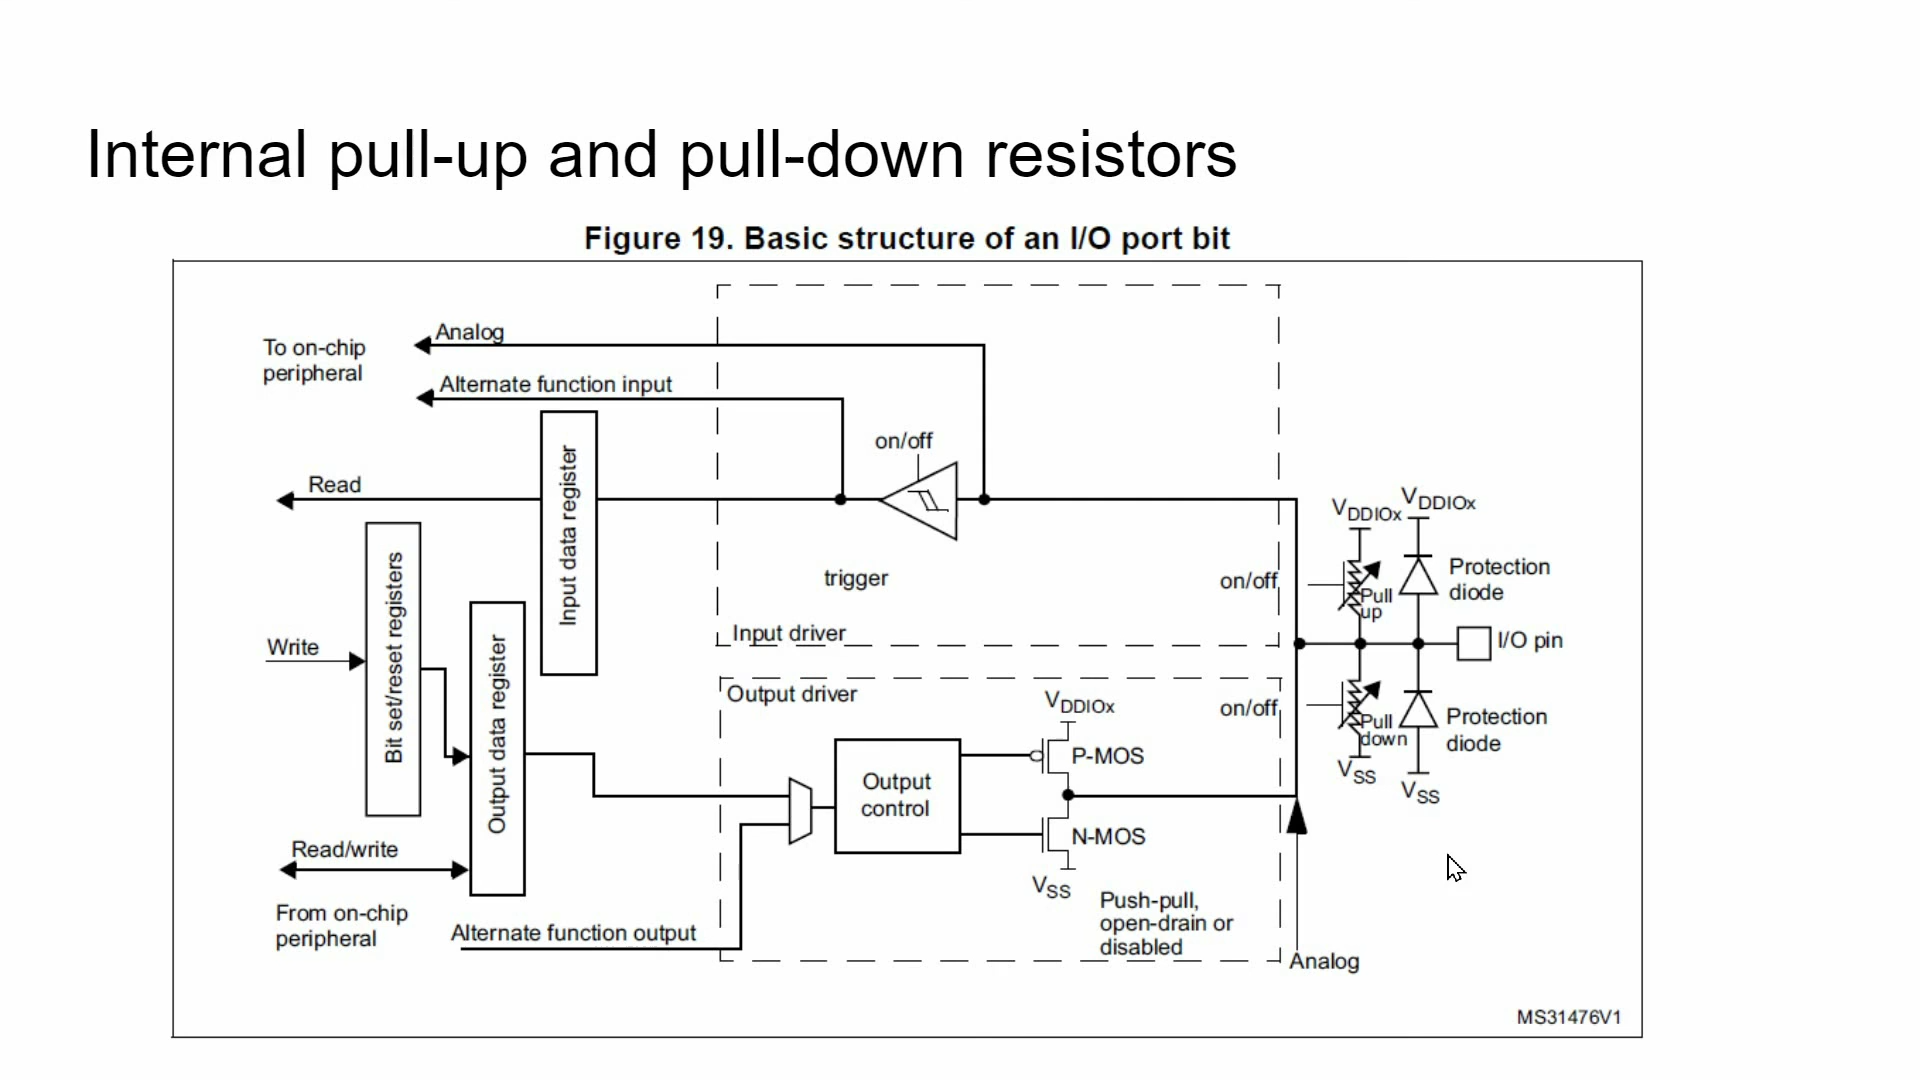 Internal pull-up and pull-down resistors
Figure 19. Basic structure of an I/O port bit
To on-chip
peripheral
Analog
Alternate function input
on/off
Read
Input data register
trigger
Input driver
Bit set/reset registers
Write
Output data register
Read/write
From on-chip
peripheral
Alternate function output
Output driver
Output
control
VDDIOx
P-MOS
N-MOS
VSS
Push-pull,
open-drain or
disabled
on/off
on/off
VDDIOx
VDDIOx
Pull
up
Protection
diode
I/O pin
Pull
down
Protection
diode
VSS
VSS
Analog
MS31476V1